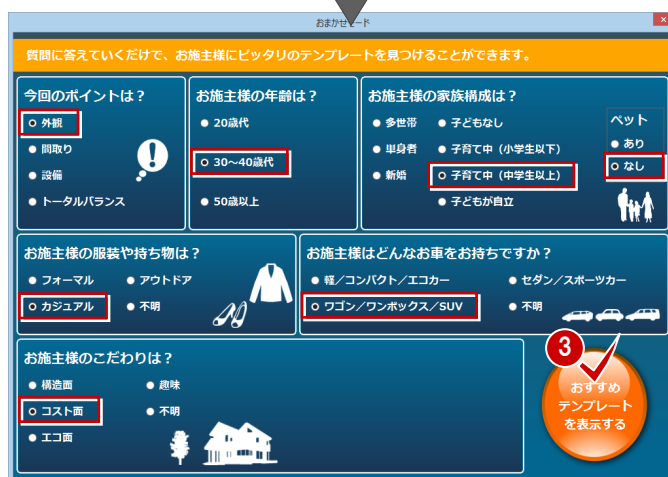 おまかせモード
×
質問に答えていくだけで、お施主様にピッタリのテンプレートを見つけることができます。
今回のポイントは？
外観
間取り
設備
トータルバランス
お施主様の年齢は？
20歳代
30～40歳代
50歳以上
お施主様の家族構成は？
多世帯 子どもなし
単身者 子育て中（小学生以下）
新婚 子育て中（中学生以上）
子どもが自立
ペット
あり
なし
お施主様の服装や持ち物は？
フォーマル アウトドア
カジュアル 不明
お施主様はどんなお車をお持ちですか？
軽／コンパクト／エコカー セダン／スポーツカー
ワゴン／ワンボックス／SUV 不明
お施主様のこだわりは？
構造面 趣味
コスト面 不明
エコ面
3
おすすめ
テンプレート
を表示する